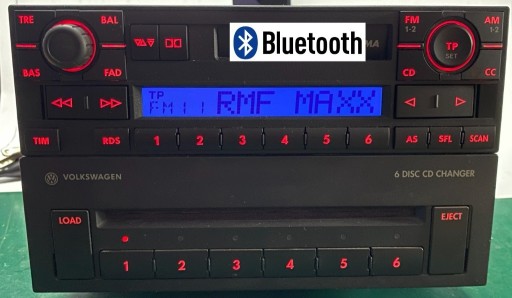 TRE BAL
Bluetooth
MA
FM AM
1-2 1-2
TP
SET
BAS FAD
CD CC
TP
FM11 RMF MAXX
TIM RDS 1 2 3 4 5 6 AS SFL SCAN
VOLKSWAGEN 6 DISC CD CHANGER
LOAD EJECT
1 2 3 4 5 6